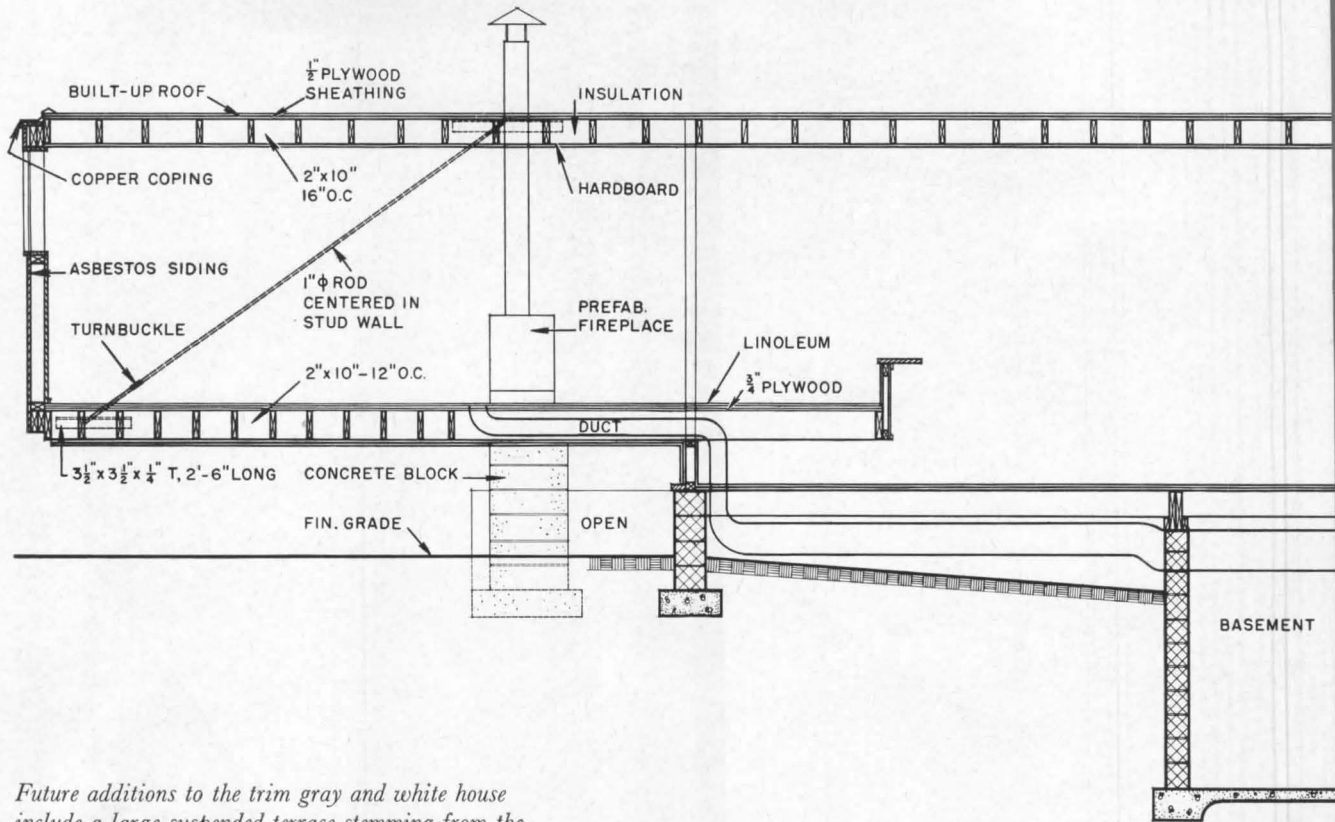 BUILT-UP ROOF
1/2" PLYWOOD
SHEATHING
INSULATION
COPPER COPING
2"x10"
16" O.C
HARDBOARD
ASBESTOS SIDING
1" ϕ ROD
CENTERED IN
STUD WALL
PREFAB.
FIREPLACE
TURNBUCKLE
2"x10"-12" O.C.
LINOLEUM
3/4" PLYWOOD
DUCT
3 1/2" x 3 1/2" x 1/4" T, 2'-6" LONG
CONCRETE BLOCK
FIN. GRADE
OPEN
BASEMENT
Future additions to the trim gray and white house
include a large suspended terrace stemming from the